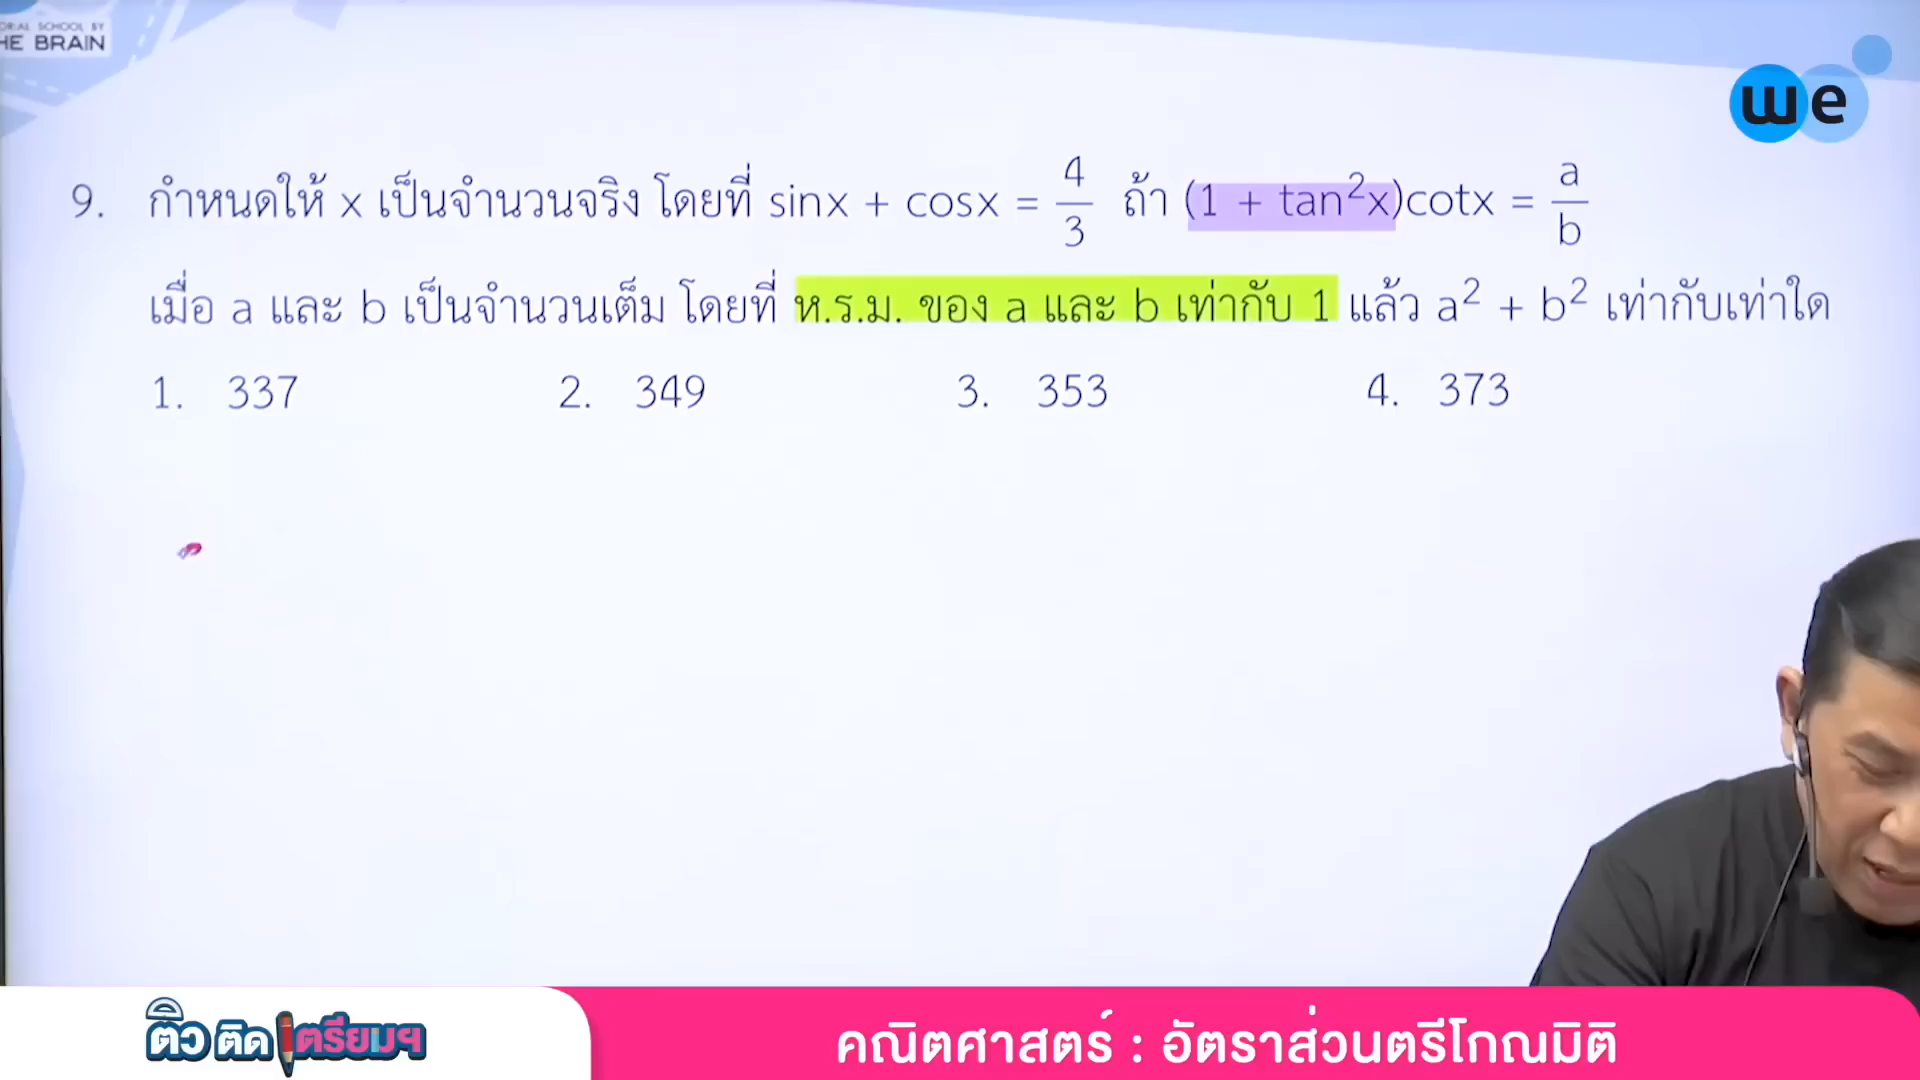 ORIAL SCHOOL BY
HE BRAIN
we
9. กำหนดให้ x เป็นจำนวนจริง โดยที่ sinx + cosx = 4/3 ถ้า (1 + tan²x)cotx = a/b
เมื่อ a และ b เป็นจำนวนเต็ม โดยที่ ห.ร.ม. ของ a และ b เท่ากับ 1 แล้ว a² + b² เท่ากับเท่าใด
1. 337 2. 349 3. 353 4. 373
ติว ติด เตรียมฯ
คณิตศาสตร์ : อัตราส่วนตรีโกณมิติ